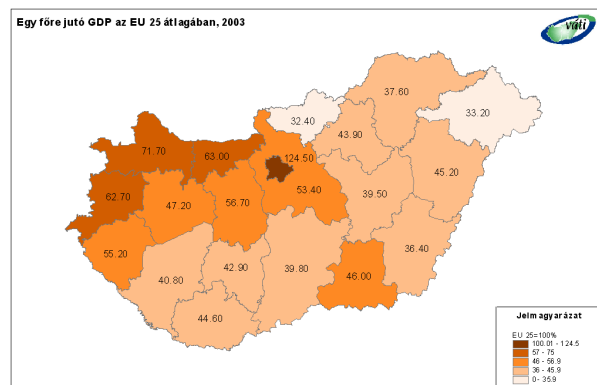 Egy főre jutó GDP az EU 25 átlagában, 2003
váti
37.60
33.20
32.40
43.90
71.70
63.00
124.50
45.20
62.70
47.20
56.70
53.40
39.50
55.20
36.40
40.80
42.90
39.80
46.00
44.60
Jelmagyarázat
EU 25=100%
100.01 - 124.5
57 - 75
46 - 56.9
36 - 45.9
0 - 35.9